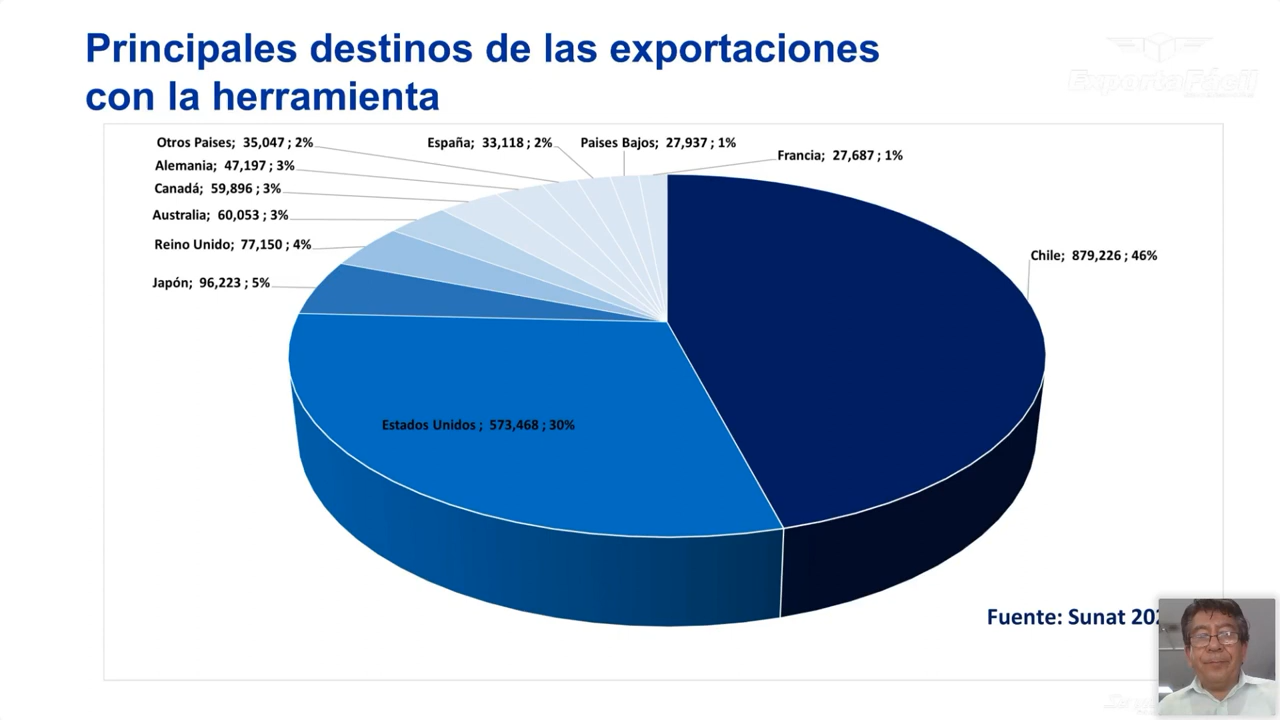 Principales destinos de las exportaciones
con la herramienta
ExportaFácil
Otros Paises; 35,047 ; 2%
España; 33,118 ; 2%
Paises Bajos; 27,937 ; 1%
Francia; 27,687 ; 1%
Alemania; 47,197 ; 3%
Canadá; 59,896 ; 3%
Australia; 60,053 ; 3%
Reino Unido; 77,150 ; 4%
Chile; 879,226 ; 46%
Japón; 96,223 ; 5%
Estados Unidos ; 573,468 ; 30%
Fuente: Sunat